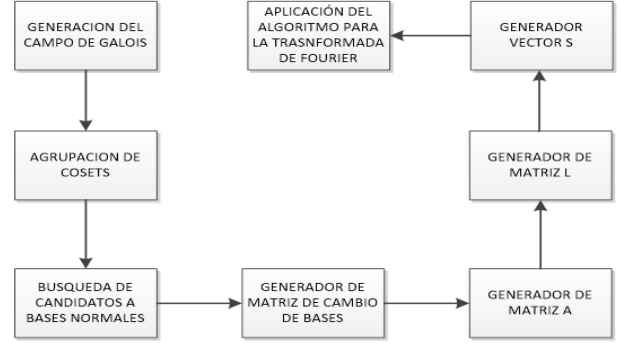 GENERACION DEL
CAMPO DE GALOIS
AGRUPACION DE
COSETS
BUSQUEDA DE
CANDIDATOS A
BASES NORMALES
GENERADOR DE
MATRIZ DE CAMBIO
DE BASES
GENERADOR DE
MATRIZ A
GENERADOR DE
MATRIZ L
GENERADOR
VECTOR S
APLICACIÓN DEL
ALGORITMO PARA
LA TRASNFORMADA
DE FOURIER